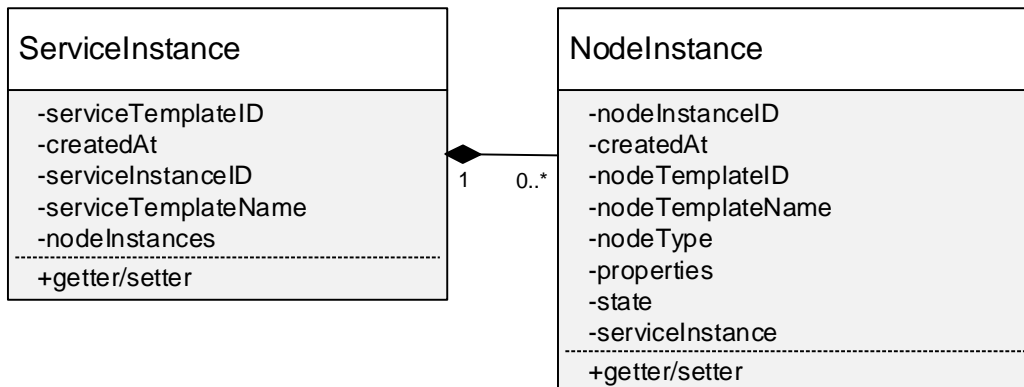 ServiceInstance
-serviceTemplateID
-createdAt
-serviceInstanceID
-serviceTemplateName
-nodeInstances
+getter/setter
1
0..*
NodeInstance
-nodeInstanceID
-createdAt
-nodeTemplateID
-nodeTemplateName
-nodeType
-properties
-state
-serviceInstance
+getter/setter